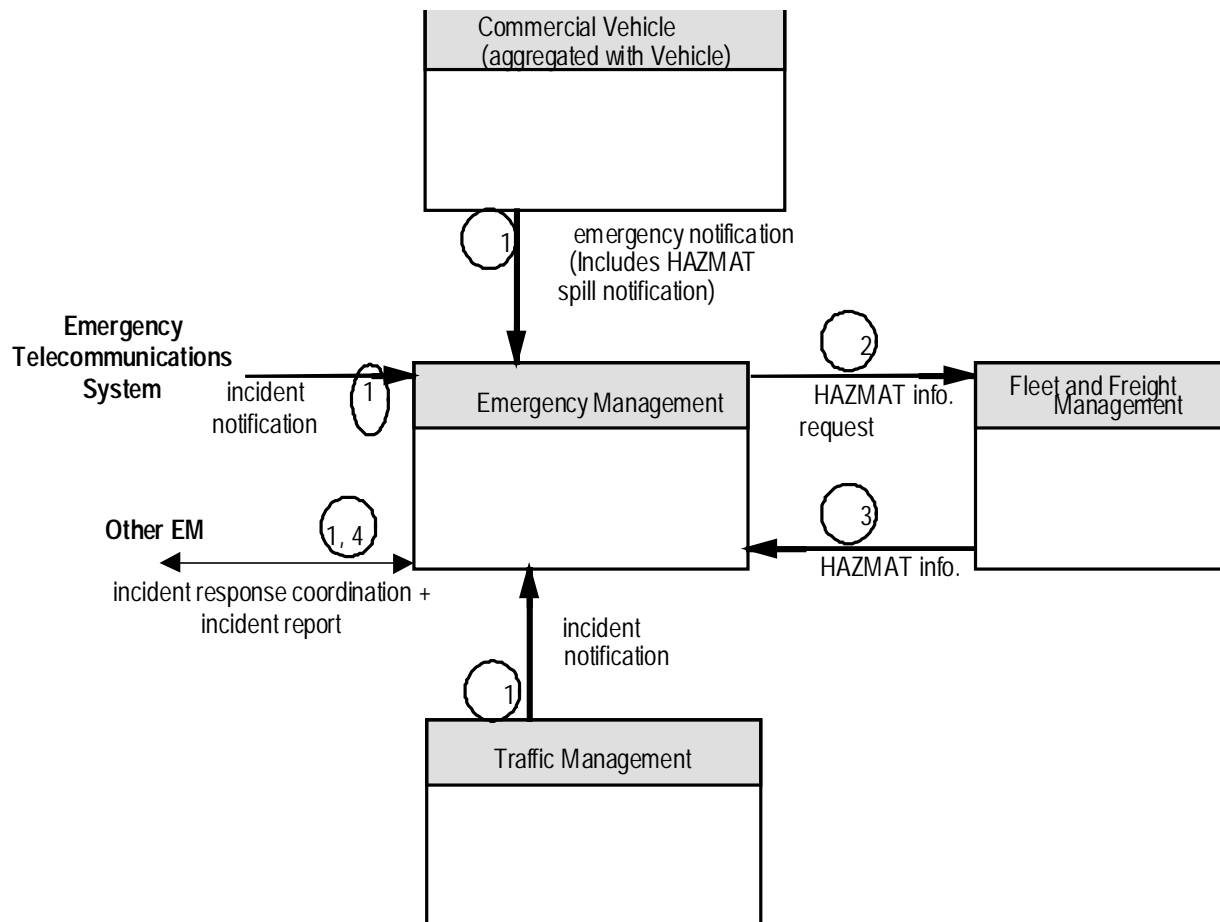 Commercial Vehicle
(aggregated with Vehicle)
1
emergency notification
(Includes HAZMAT
spill notification)
Emergency
Telecommunications
System
incident
notification
1
Emergency Management
2
HAZMAT info.
request
Fleet and Freight
Management
3
HAZMAT info.
Other EM
1, 4
incident response coordination +
incident report
incident
notification
1
Traffic Management